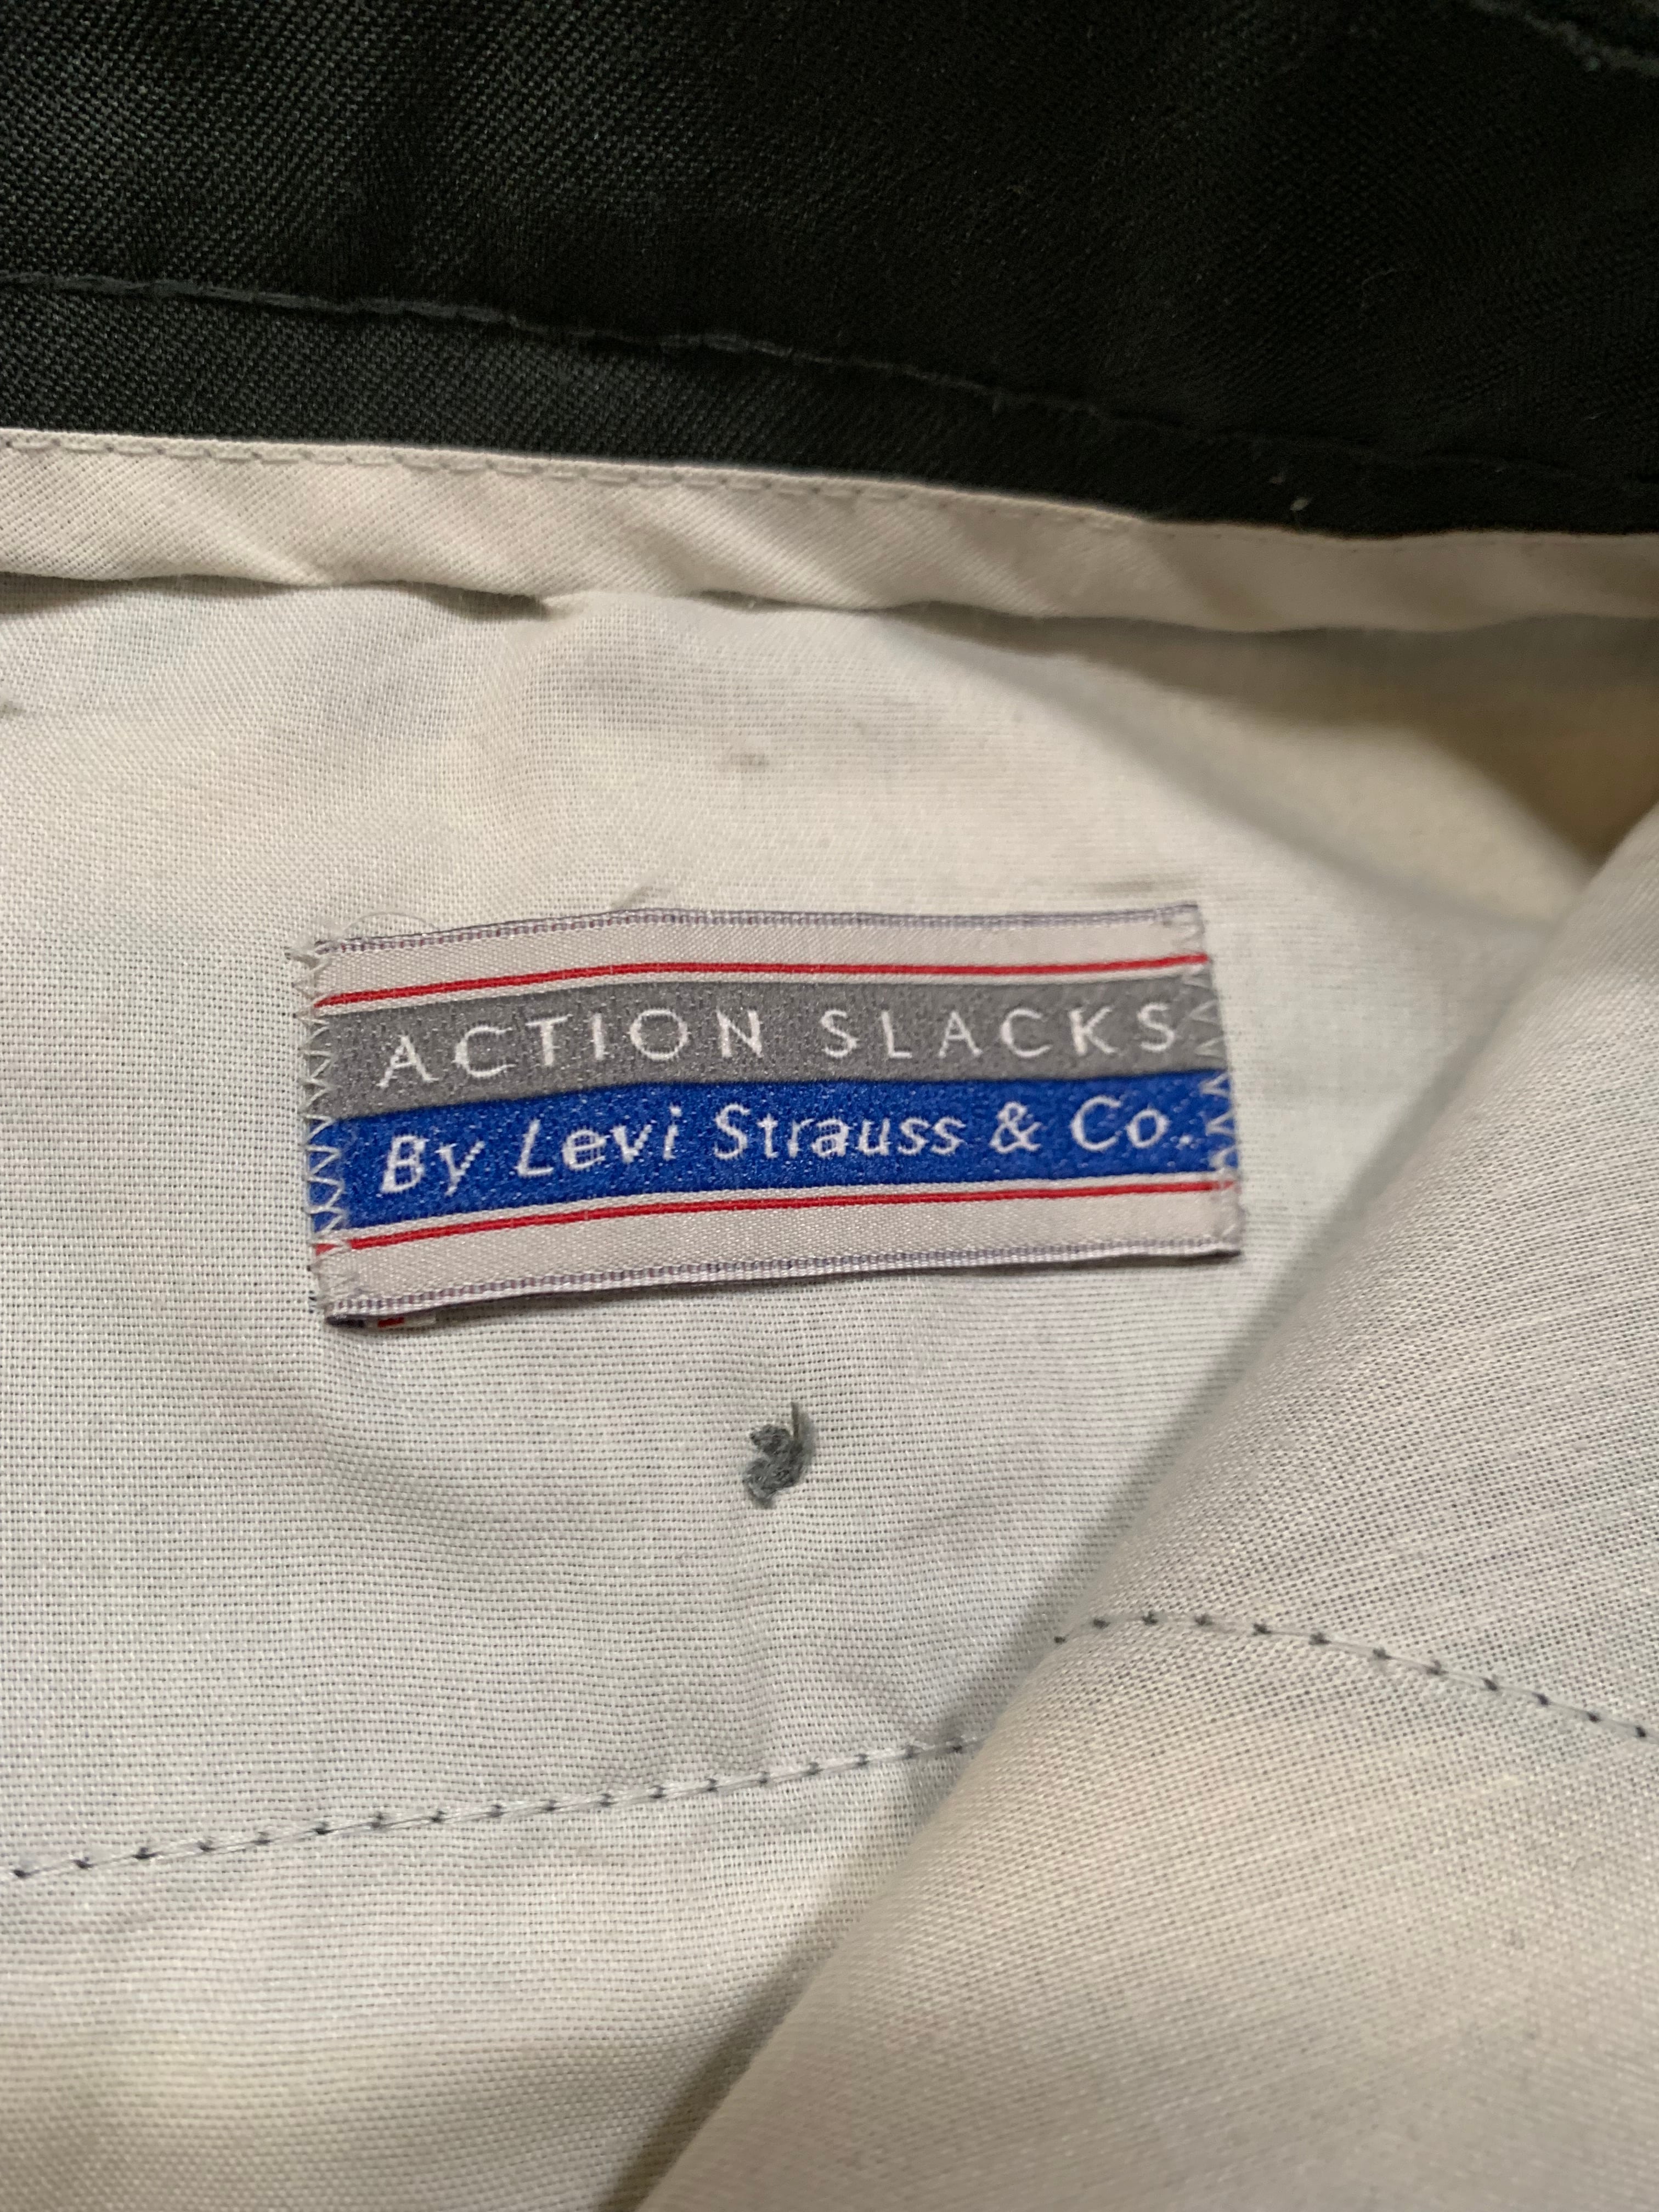 ACTION SLACKS
By Levi Strauss & Co.